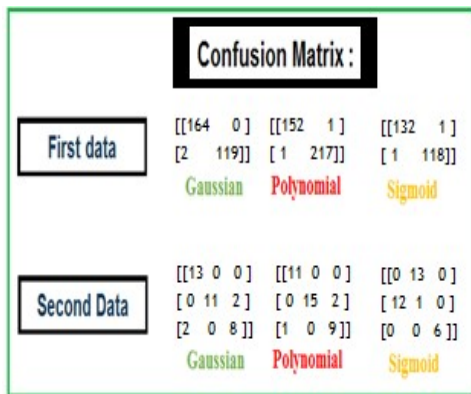 Confusion Matrix :
First data
[[164 0 ] [[152 1 ] [[132 1 ]
[2 119]] [ 1 217]] [ 1 118]]
Gaussian Polynomial Sigmoid
Second Data
[[13 0 0 ] [[11 0 0 ] [[0 13 0 ]
[ 0 11 2 ] [ 0 15 2 ] [ 12 1 0 ]
[2 0 8 ]] [1 0 9 ]] [0 0 6 ]]
Gaussian Polynomial Sigmoid